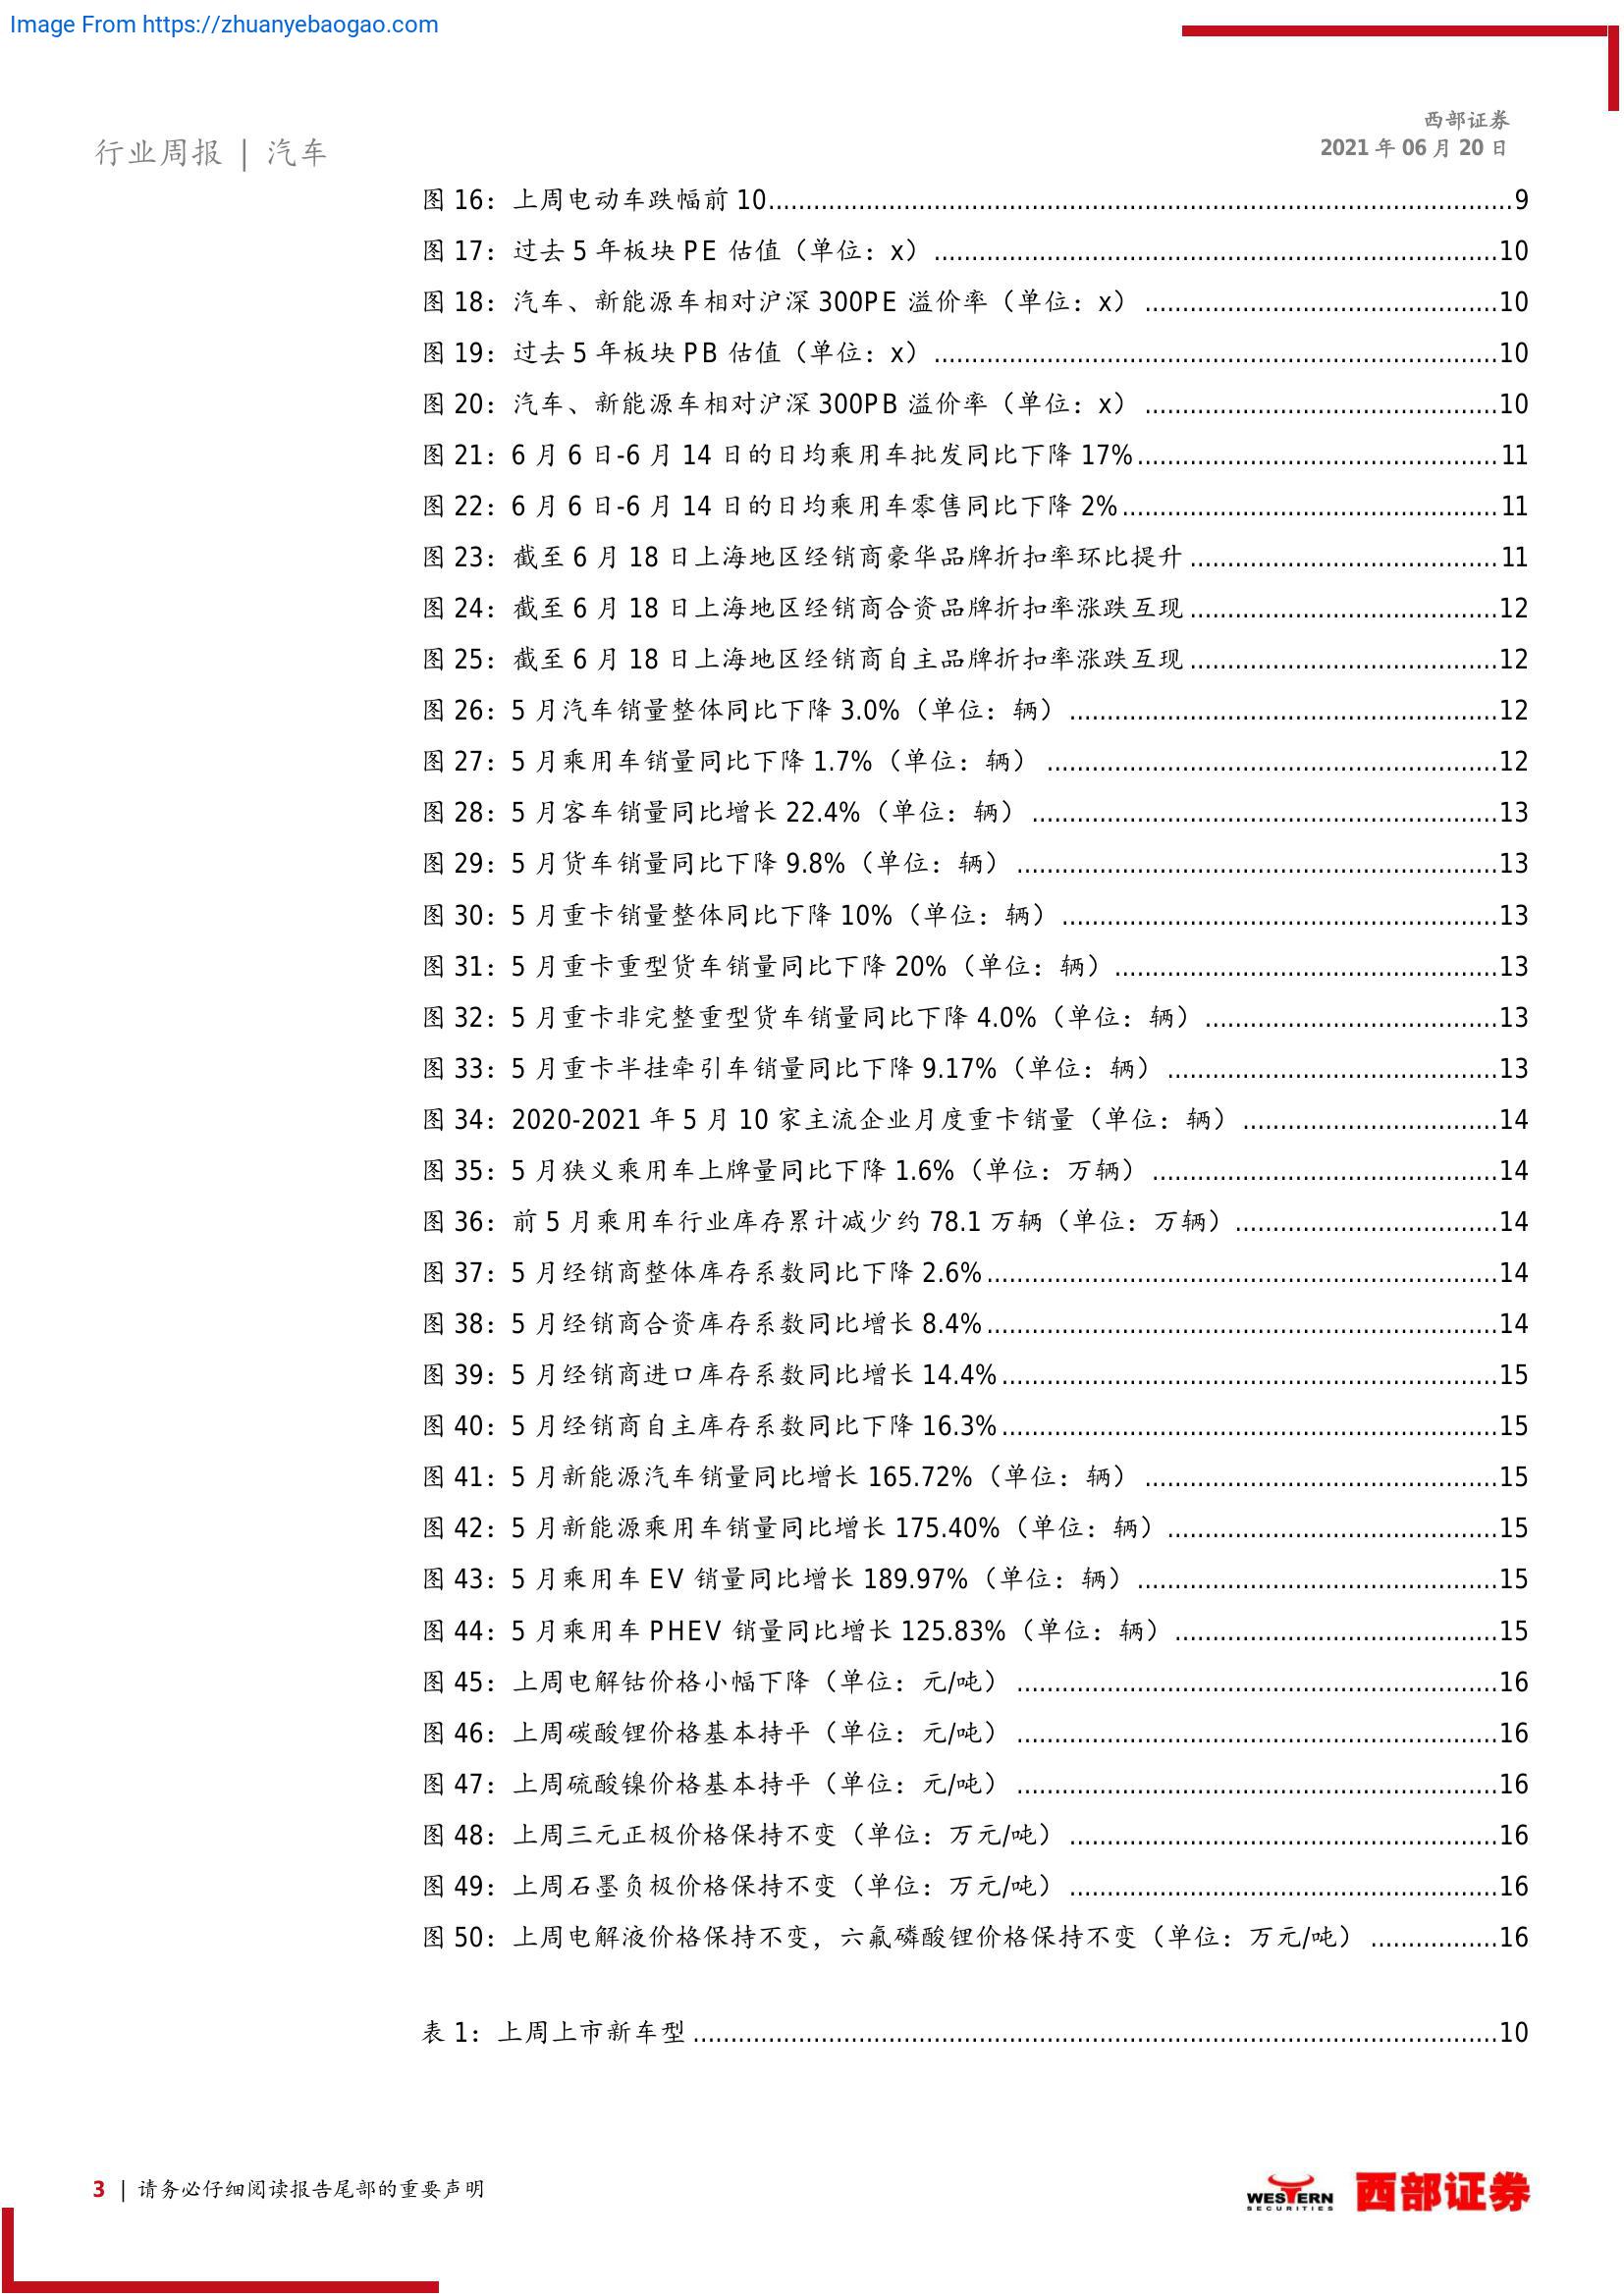 Image From https://zhuanyebaogao.com
西部证券
行业周报 | 汽车
2021 年 06 月 20 日
图 16：上周电动车跌幅前 10....................9
图 17：过去 5 年板块 PE 估值（单位：x）....................10
图 18：汽车、新能源车相对沪深 300PE 溢价率（单位：x）....................10
图 19：过去 5 年板块 PB 估值（单位：x）....................10
图 20：汽车、新能源车相对沪深 300PB 溢价率（单位：x）....................10
图 21：6 月 6 日-6 月 14 日的日均乘用车批发同比下降 17%....................11
图 22：6 月 6 日-6 月 14 日的日均乘用车零售同比下降 2%....................11
图 23：截至 6 月 18 日上海地区经销商豪华品牌折扣率环比提升....................11
图 24：截至 6 月 18 日上海地区经销商合资品牌折扣率涨跌互现....................12
图 25：截至 6 月 18 日上海地区经销商自主品牌折扣率涨跌互现....................12
图 26：5 月汽车销量整体同比下降 3.0%（单位：辆）....................12
图 27：5 月乘用车销量同比下降 1.7%（单位：辆）....................12
图 28：5 月客车销量同比增长 22.4%（单位：辆）....................13
图 29：5 月货车销量同比下降 9.8%（单位：辆）....................13
图 30：5 月重卡销量整体同比下降 10%（单位：辆）....................13
图 31：5 月重卡重型货车销量同比下降 20%（单位：辆）....................13
图 32：5 月重卡非完整重型货车销量同比下降 4.0%（单位：辆）....................13
图 33：5 月重卡半挂牵引车销量同比下降 9.17%（单位：辆）....................13
图 34：2020-2021 年 5 月 10 家主流企业月度重卡销量（单位：辆）....................14
图 35：5 月狭义乘用车上牌量同比下降 1.6%（单位：万辆）....................14
图 36：前 5 月乘用车行业库存累计减少约 78.1 万辆（单位：万辆）....................14
图 37：5 月经销商整体库存系数同比下降 2.6%....................14
图 38：5 月经销商合资库存系数同比增长 8.4%....................14
图 39：5 月经销商进口库存系数同比增长 14.4%....................15
图 40：5 月经销商自主库存系数同比下降 16.3%....................15
图 41：5 月新能源汽车销量同比增长 165.72%（单位：辆）....................15
图 42：5 月新能源乘用车销量同比增长 175.40%（单位：辆）....................15
图 43：5 月乘用车 EV 销量同比增长 189.97%（单位：辆）....................15
图 44：5 月乘用车 PHEV 销量同比增长 125.83%（单位：辆）....................15
图 45：上周电解钴价格小幅下降（单位：元/吨）....................16
图 46：上周碳酸锂价格基本持平（单位：元/吨）....................16
图 47：上周硫酸镍价格基本持平（单位：元/吨）....................16
图 48：上周三元正极价格保持不变（单位：万元/吨）....................16
图 49：上周石墨负极价格保持不变（单位：万元/吨）....................16
图 50：上周电解液价格保持不变，六氟磷酸锂价格保持不变（单位：万元/吨）....................16
表 1：上周上市新车型....................10
3 | 请务必仔细阅读报告尾部的重要声明
WESTERN
SECURITIES
西部证券